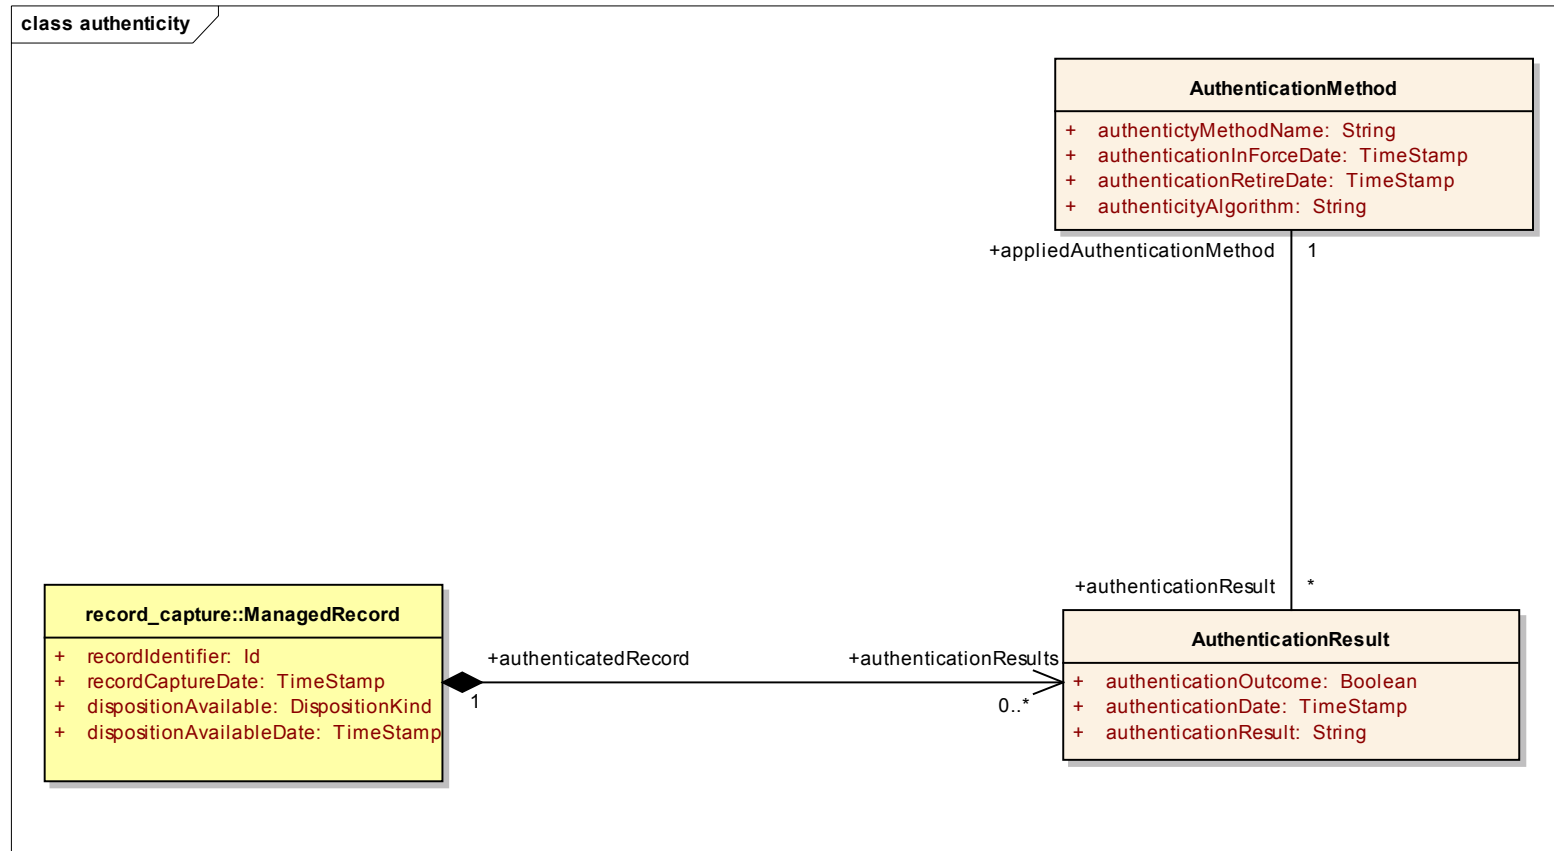 class authenticity
AuthenticationMethod
+ authentictyMethodName: String
+ authenticationInForceDate: TimeStamp
+ authenticationRetireDate: TimeStamp
+ authenticityAlgorithm: String
+appliedAuthenticationMethod 1
+authenticationResult *
record_capture::ManagedRecord
+ recordIdentifier: Id
+ recordCaptureDate: TimeStamp
+ dispositionAvailable: DispositionKind
+ dispositionAvailableDate: TimeStamp
+authenticatedRecord
1
+authenticationResults
0..*
AuthenticationResult
+ authenticationOutcome: Boolean
+ authenticationDate: TimeStamp
+ authenticationResult: String